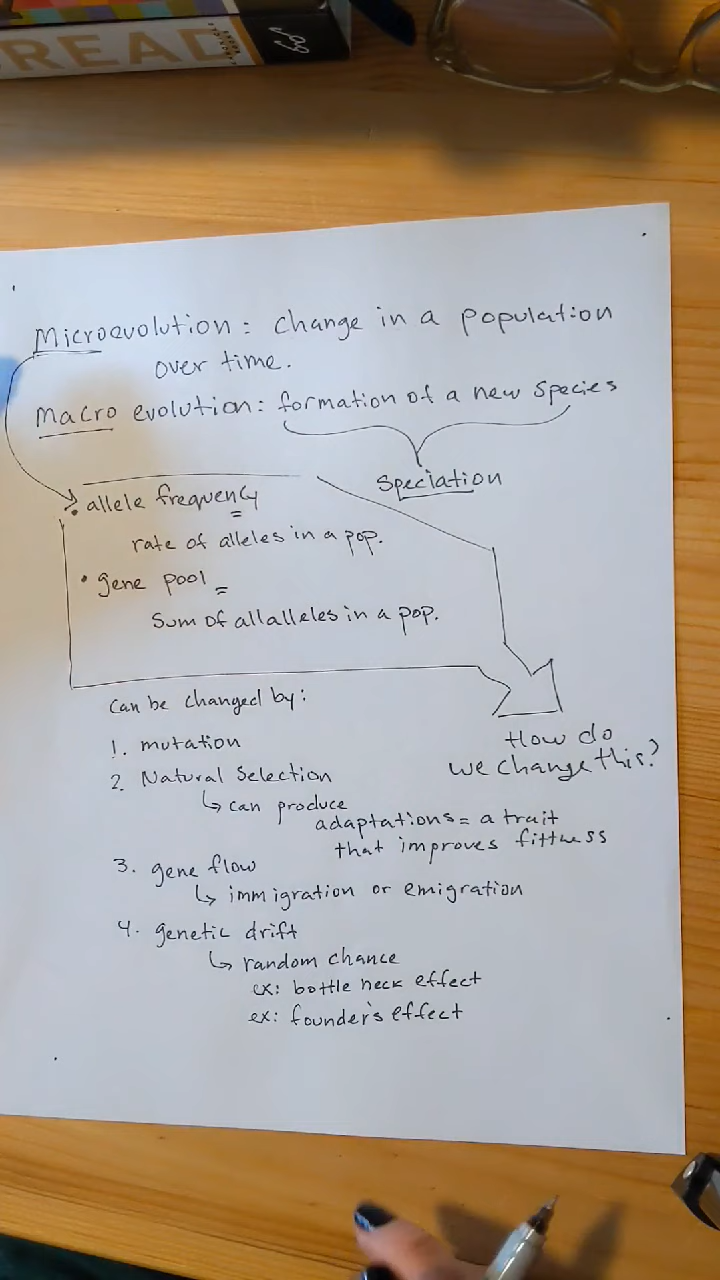 READ
Microevolution: change in a population
over time.
Macro evolution: formation of a new species
Speciation
• allele frequency =
rate of alleles in a pop.
• gene pool =
Sum of all alleles in a pop.
Can be changed by:
How do
we change this?
1. mutation
2. Natural Selection
↳ can produce
adaptations = a trait
that improves fittness
3. gene flow
↳ immigration or emigration
4. genetic drift
↳ random chance
ex: bottle neck effect
ex: founder's effect